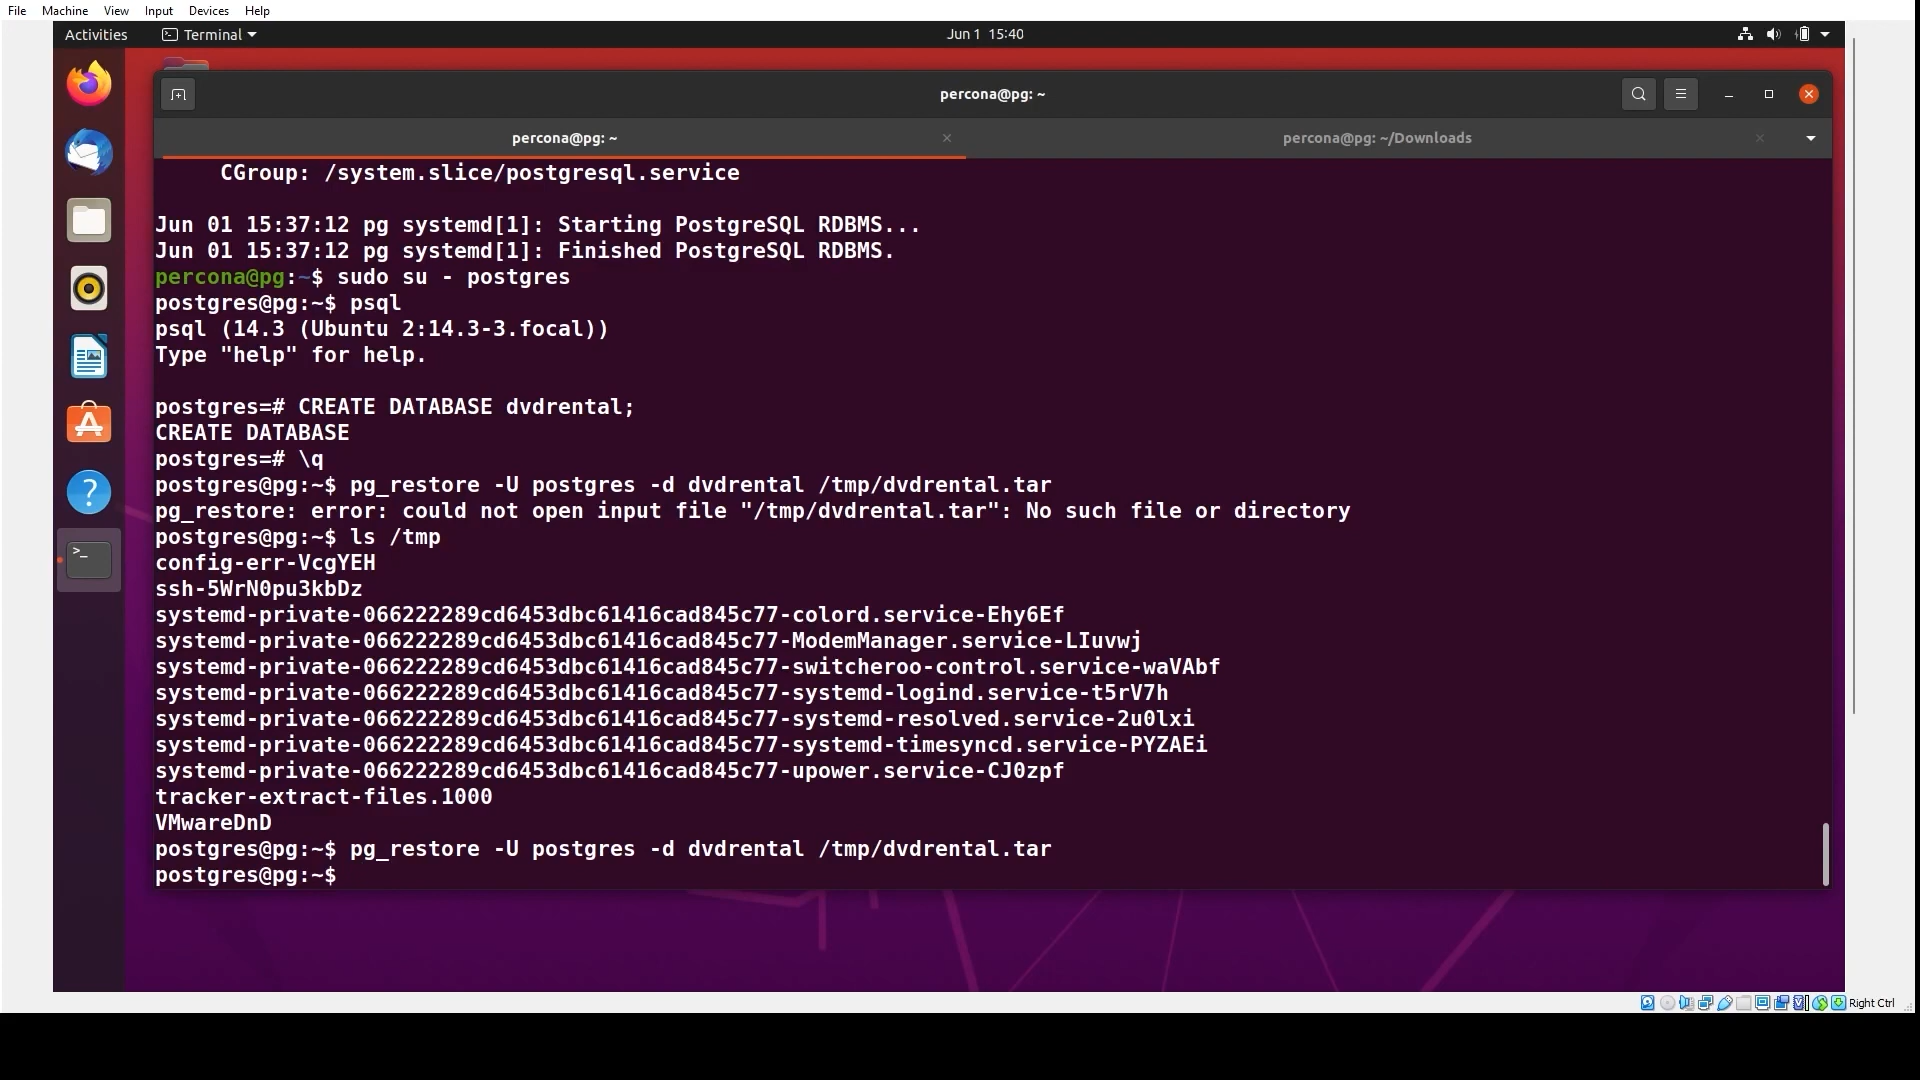 File Machine View Input Devices Help
Activities Terminal Jun 1 15:40
percona@pg: ~
percona@pg: ~ percona@pg: ~/Downloads
CGroup: /system.slice/postgresql.service
Jun 01 15:37:12 pg systemd[1]: Starting PostgreSQL RDBMS...
Jun 01 15:37:12 pg systemd[1]: Finished PostgreSQL RDBMS.
percona@pg:~$ sudo su - postgres
postgres@pg:~$ psql
psql (14.3 (Ubuntu 2:14.3-3.focal))
Type "help" for help.
postgres=# CREATE DATABASE dvdrental;
CREATE DATABASE
postgres=# \q
postgres@pg:~$ pg_restore -U postgres -d dvdrental /tmp/dvdrental.tar
pg_restore: error: could not open input file "/tmp/dvdrental.tar": No such file or directory
postgres@pg:~$ ls /tmp
config-err-VcgYEH
ssh-5WrN0pu3kbDz
systemd-private-066222289cd6453dbc61416cad845c77-colord.service-Ehy6Ef
systemd-private-066222289cd6453dbc61416cad845c77-ModemManager.service-LIuvwj
systemd-private-066222289cd6453dbc61416cad845c77-switcheroo-control.service-waVAbf
systemd-private-066222289cd6453dbc61416cad845c77-systemd-logind.service-t5rV7h
systemd-private-066222289cd6453dbc61416cad845c77-systemd-resolved.service-2u0lxi
systemd-private-066222289cd6453dbc61416cad845c77-systemd-timesyncd.service-PYZAEi
systemd-private-066222289cd6453dbc61416cad845c77-upower.service-CJ0zpf
tracker-extract-files.1000
VMwareDnD
postgres@pg:~$ pg_restore -U postgres -d dvdrental /tmp/dvdrental.tar
postgres@pg:~$
Right Ctrl